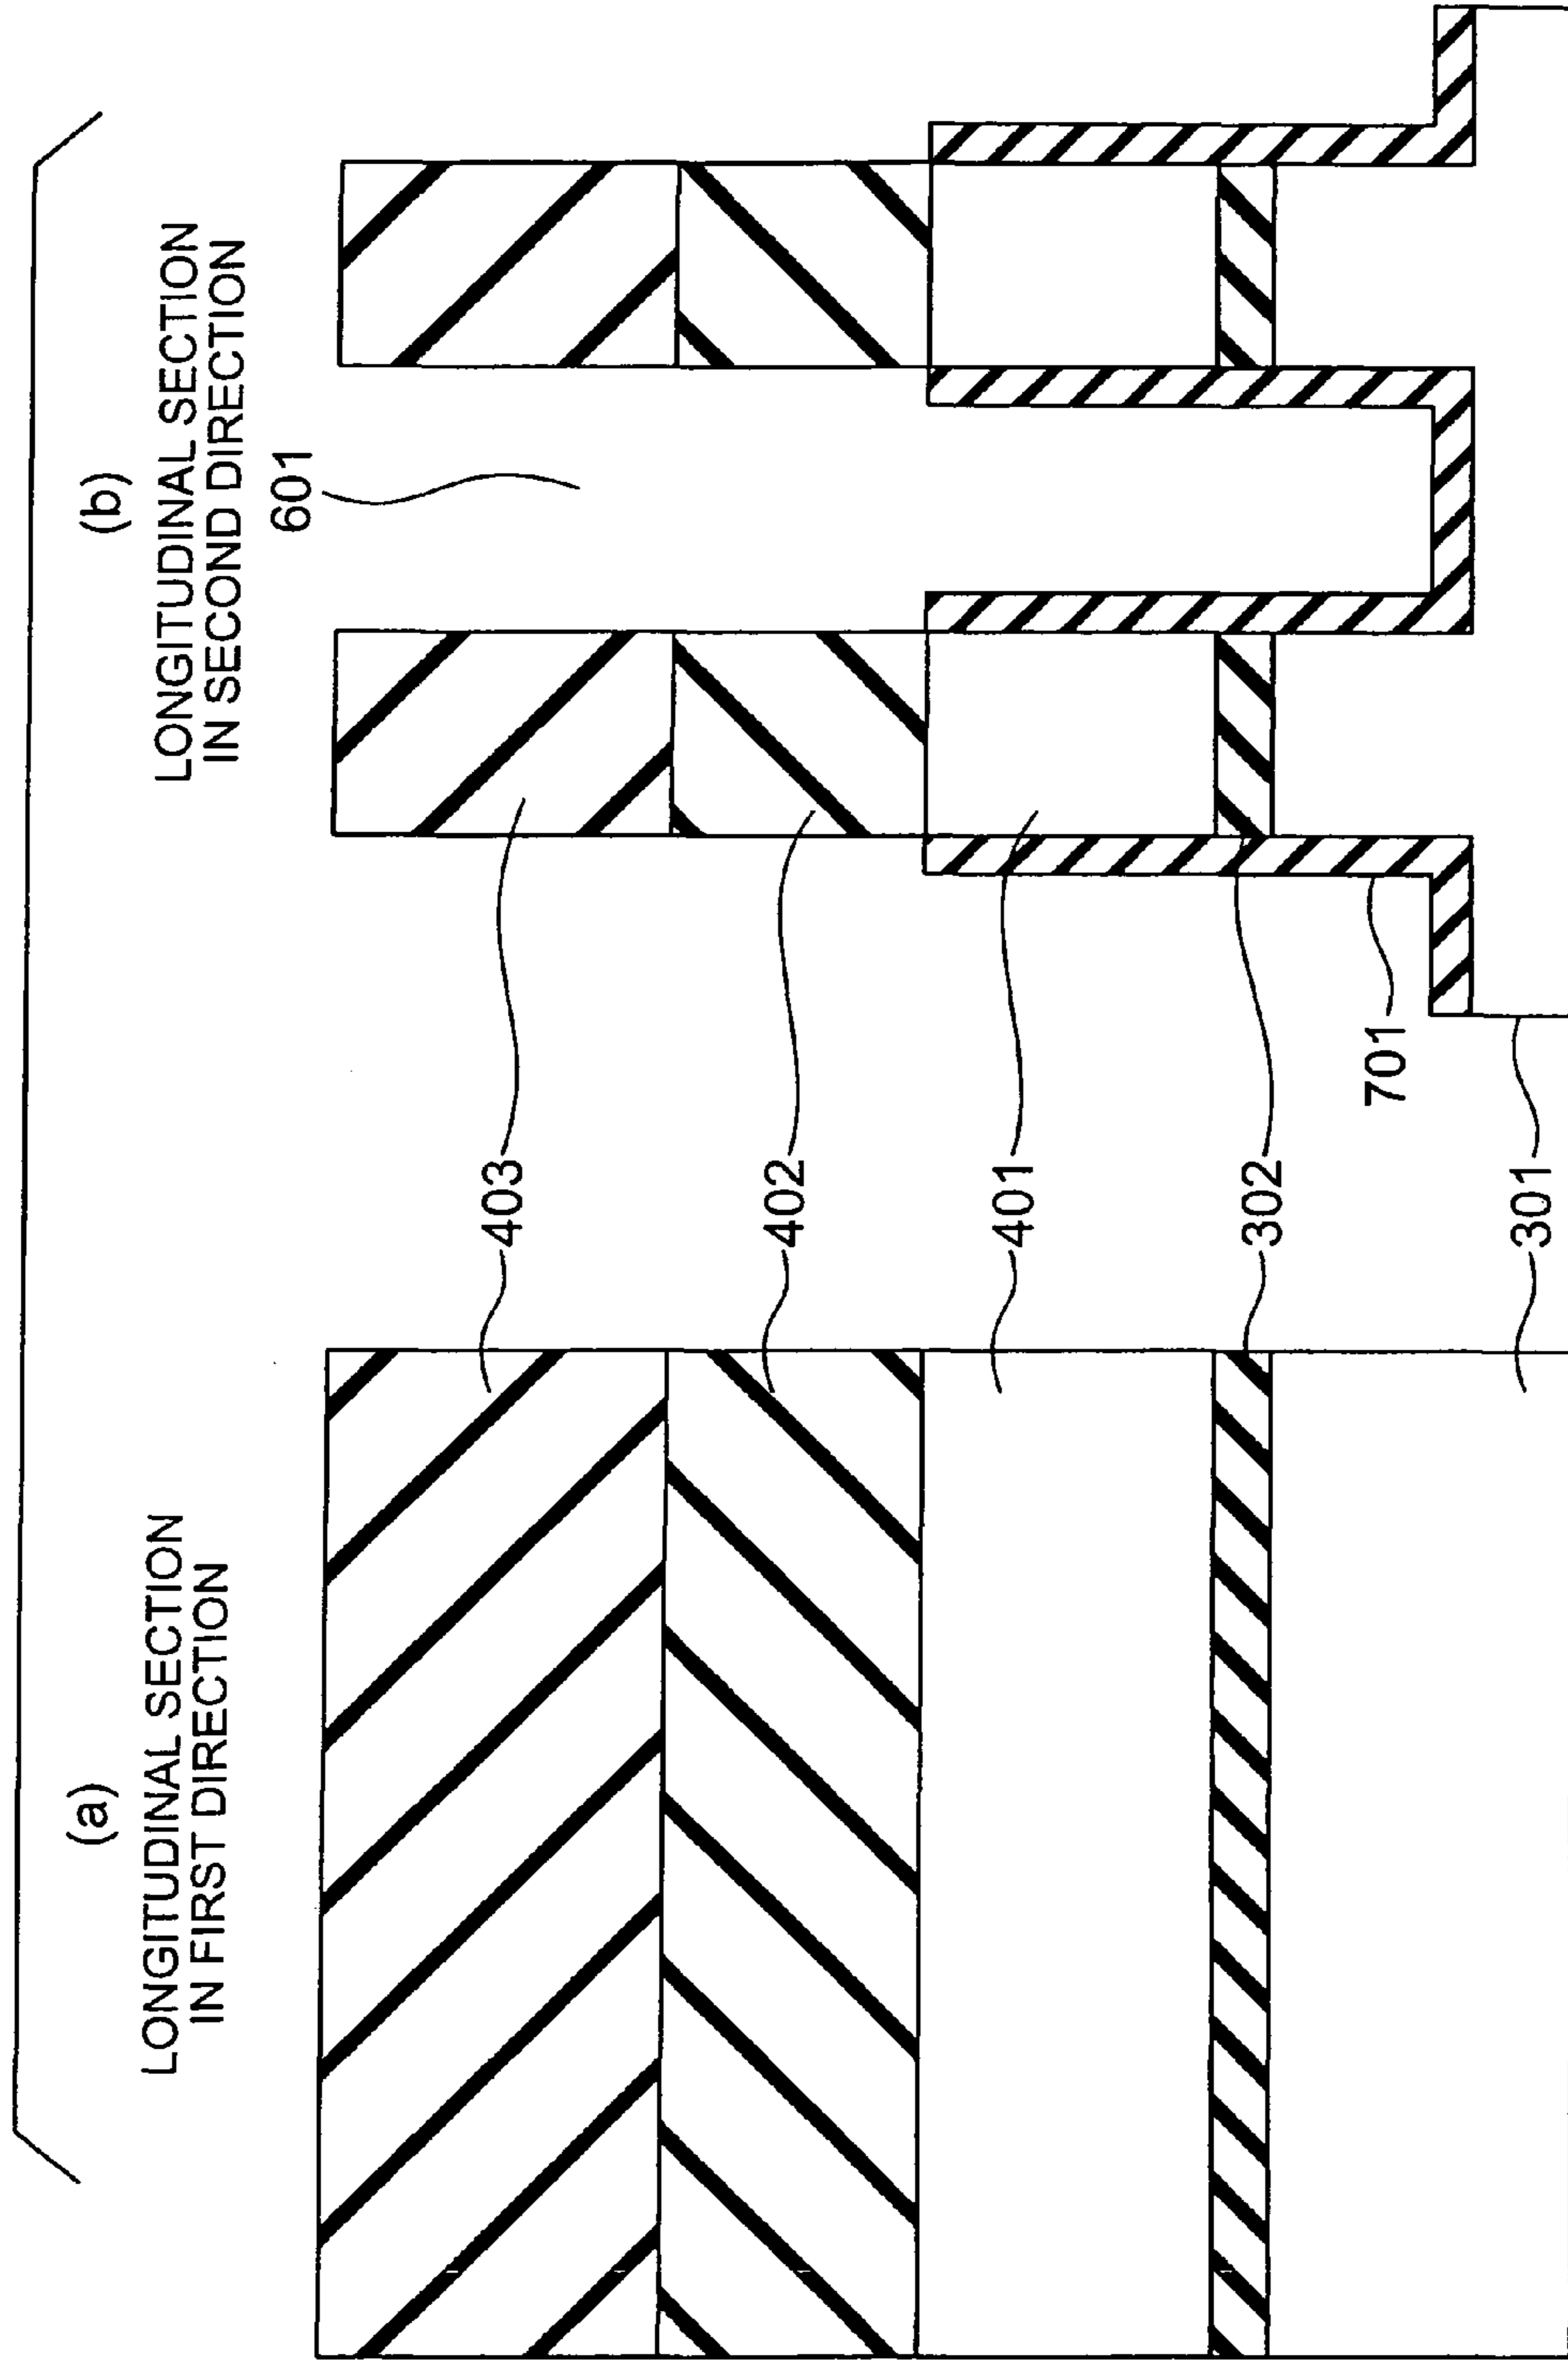 (a)
LONGITUDINAL SECTION
IN FIRST DIRECTION
(b)
LONGITUDINAL SECTION
IN SECOND DIRECTION
601
403
402
401
302
701
301